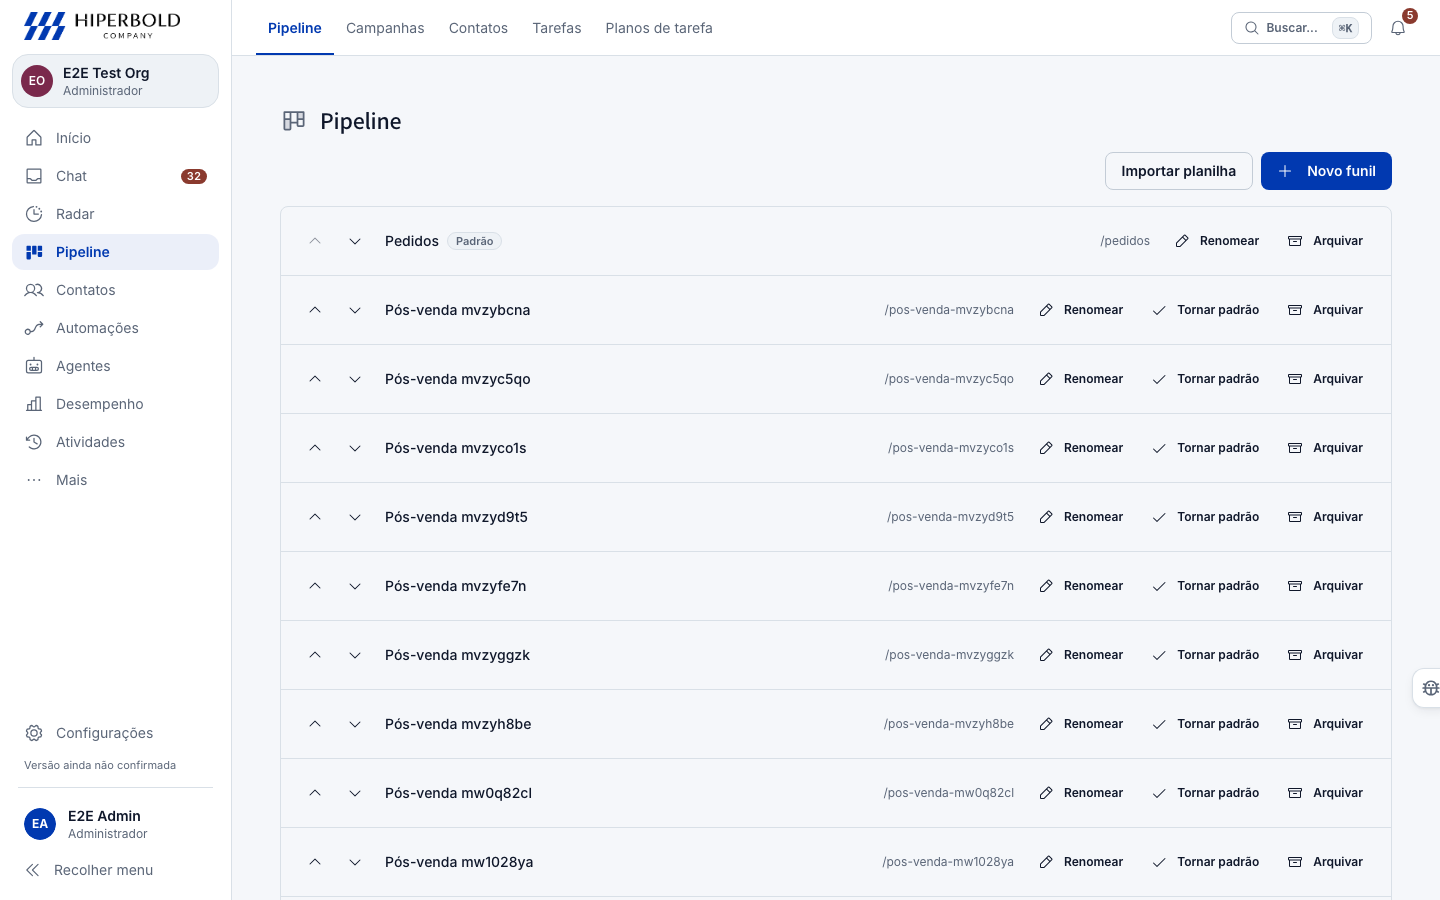 HIPERBOLD
COMPANY
EO
E2E Test Org
Administrador
Início
Chat
32
Radar
Pipeline
Contatos
Automações
Agentes
Desempenho
Atividades
Mais
Configurações
Versão ainda não confirmada
EA
E2E Admin
Administrador
Recolher menu
Pipeline Campanhas Contatos Tarefas Planos de tarefa
Buscar... ⌘K
5
Pipeline
Importar planilha Novo funil
Pedidos Padrão /pedidos Renomear Arquivar
Pós-venda mvzybcna /pos-venda-mvzybcna Renomear Tornar padrão Arquivar
Pós-venda mvzyc5qo /pos-venda-mvzyc5qo Renomear Tornar padrão Arquivar
Pós-venda mvzyco1s /pos-venda-mvzyco1s Renomear Tornar padrão Arquivar
Pós-venda mvzyd9t5 /pos-venda-mvzyd9t5 Renomear Tornar padrão Arquivar
Pós-venda mvzyfe7n /pos-venda-mvzyfe7n Renomear Tornar padrão Arquivar
Pós-venda mvzyggzk /pos-venda-mvzyggzk Renomear Tornar padrão Arquivar
Pós-venda mvzyh8be /pos-venda-mvzyh8be Renomear Tornar padrão Arquivar
Pós-venda mw0q82cl /pos-venda-mw0q82cl Renomear Tornar padrão Arquivar
Pós-venda mw1028ya /pos-venda-mw1028ya Renomear Tornar padrão Arquivar